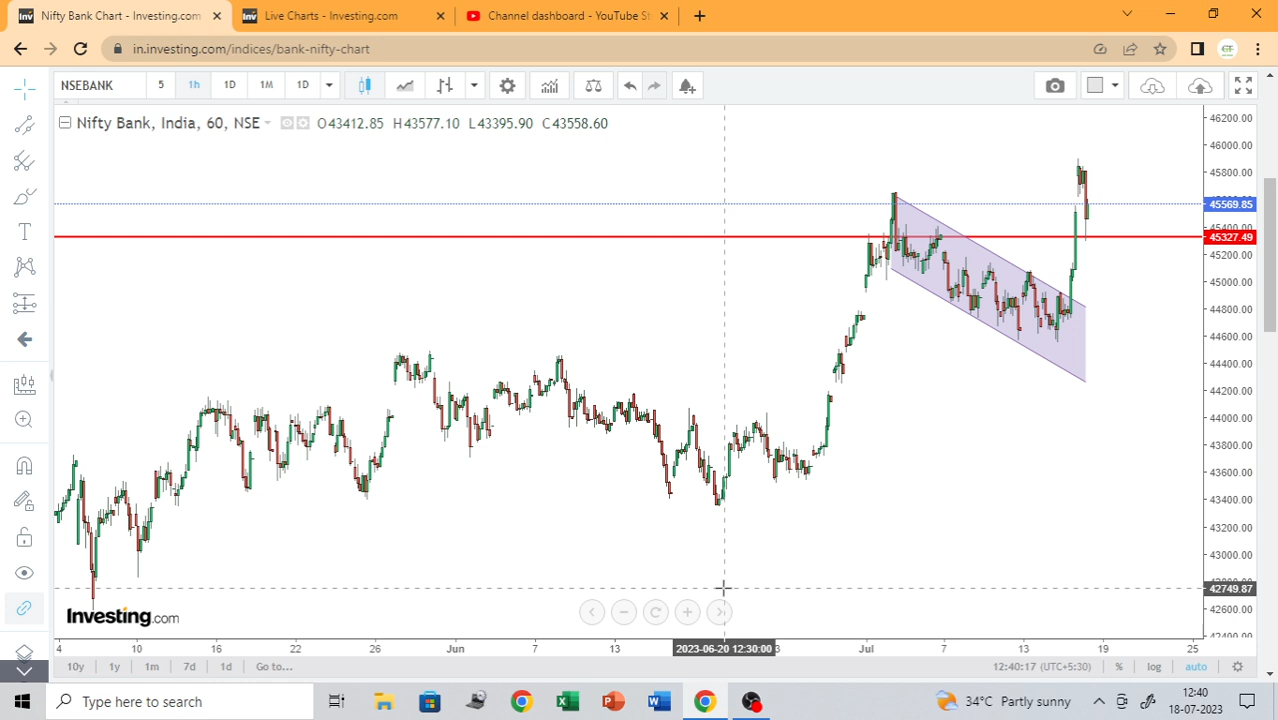 Nifty Bank Chart - Investing.com
Live Charts - Investing.com
Channel dashboard - YouTube St
in.investing.com/indices/bank-nifty-chart
NSEBANK 5 1h 1D 1M 1D
Nifty Bank, India, 60, NSE O43412.85 H43577.10 L43395.90 C43558.60
46200.00
46000.00
45800.00
45569.85
45400.00
45327.49
45200.00
45000.00
44800.00
44600.00
44400.00
44200.00
44000.00
43800.00
43600.00
43400.00
43200.00
43000.00
42749.87
42600.00
42400.00
Investing.com
4 10 16 22 26 Jun 7 13 2023-06-20 12:30:00 3 Jul 7 13 19 25
10y 1y 1m 7d 1d Go to... 12:40:17 (UTC+5:30) % log auto
Type here to search
34°C Partly sunny
12:40
18-07-2023